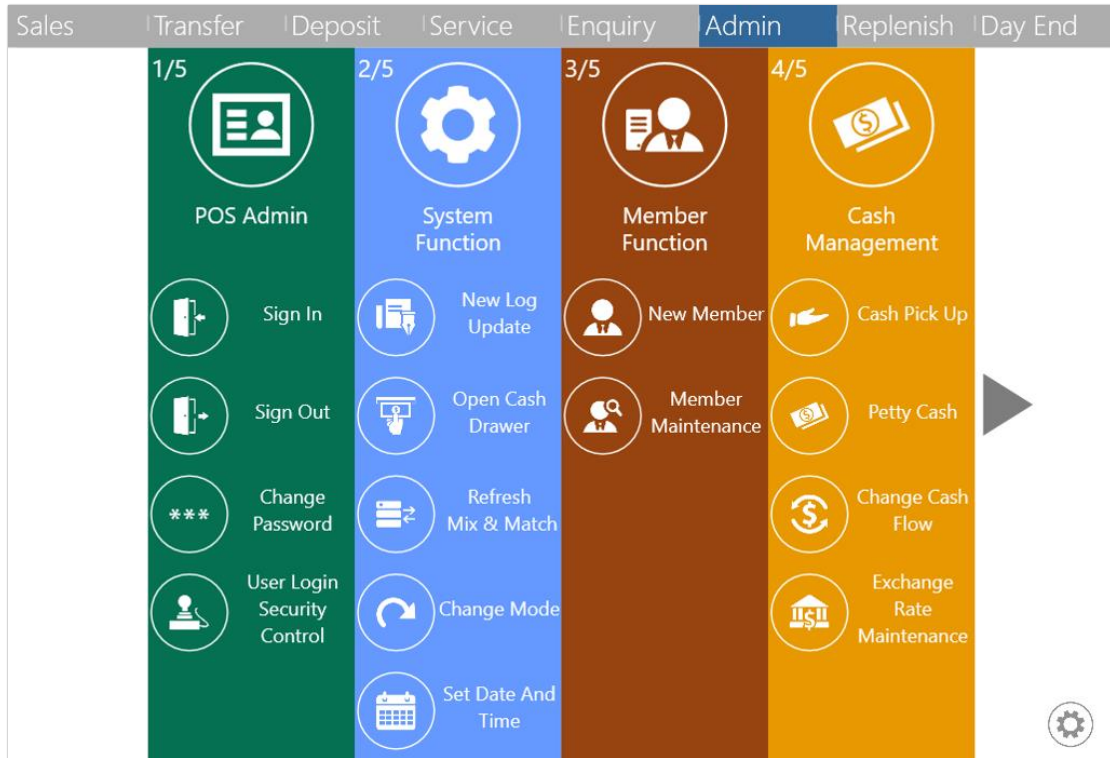 Sales Transfer Deposit Service Enquiry Admin Replenish Day End
1/5
POS Admin
Sign In
Sign Out
***
Change
Password
User Login
Security
Control
2/5
System
Function
New Log
Update
Open Cash
Drawer
Refresh
Mix & Match
Change Mode
Set Date And
Time
3/5
Member
Function
New Member
Member
Maintenance
4/5
Cash
Management
Cash Pick Up
Petty Cash
Change Cash
Flow
Exchange
Rate
Maintenance